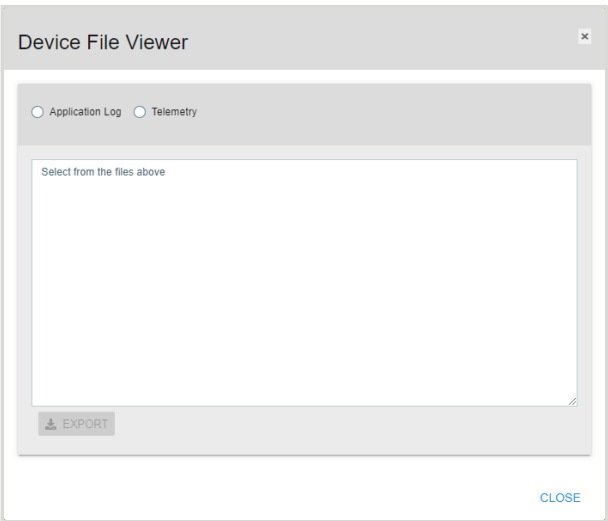 Device File Viewer
×
Application Log Telemetry
Select from the files above
EXPORT
CLOSE